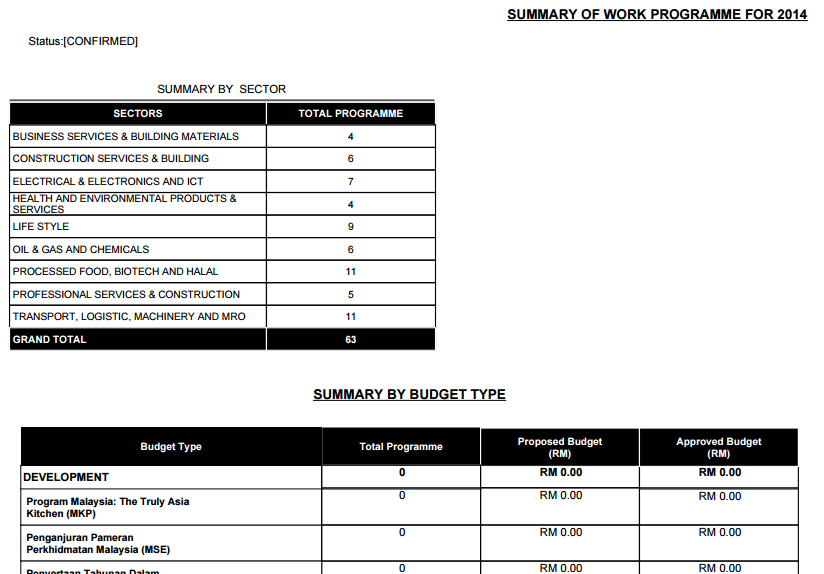 SUMMARY OF WORK PROGRAMME FOR 2014
Status:[CONFIRMED]
SUMMARY BY SECTOR
SECTORS TOTAL PROGRAMME
BUSINESS SERVICES & BUILDING MATERIALS 4
CONSTRUCTION SERVICES & BUILDING 6
ELECTRICAL & ELECTRONICS AND ICT 7
HEALTH AND ENVIRONMENTAL PRODUCTS &
SERVICES 4
LIFE STYLE 9
OIL & GAS AND CHEMICALS 6
PROCESSED FOOD, BIOTECH AND HALAL 11
PROFESSIONAL SERVICES & CONSTRUCTION 5
TRANSPORT, LOGISTIC, MACHINERY AND MRO 11
GRAND TOTAL 63
SUMMARY BY BUDGET TYPE
Budget Type Total Programme Proposed Budget (RM) Approved Budget (RM)
DEVELOPMENT 0 RM 0.00 RM 0.00
Program Malaysia: The Truly Asia 0 RM 0.00 RM 0.00
Kitchen (MKP)
Penganjuran Pameran 0 RM 0.00 RM 0.00
Perkhidmatan Malaysia (MSE)
Penyertaan Tahunan Dalam 0 RM 0.00 RM 0.00